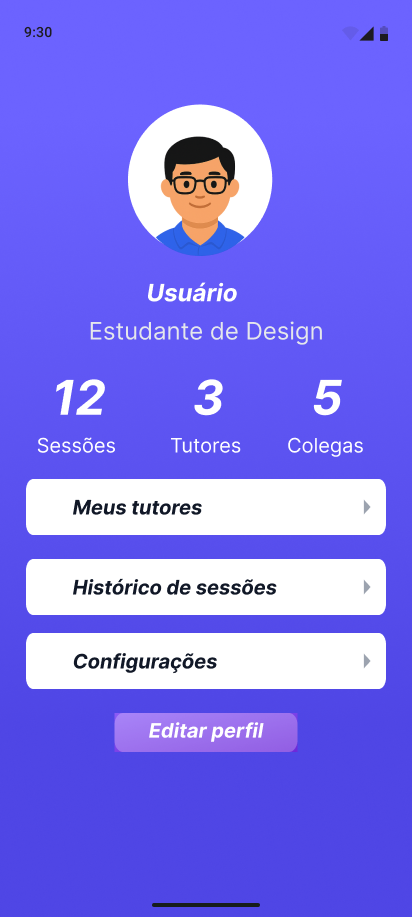 9:30
Usuário
Estudante de Design
12 3 5
Sessões Tutores Colegas
Meus tutores
Histórico de sessões
Configurações
Editar perfil